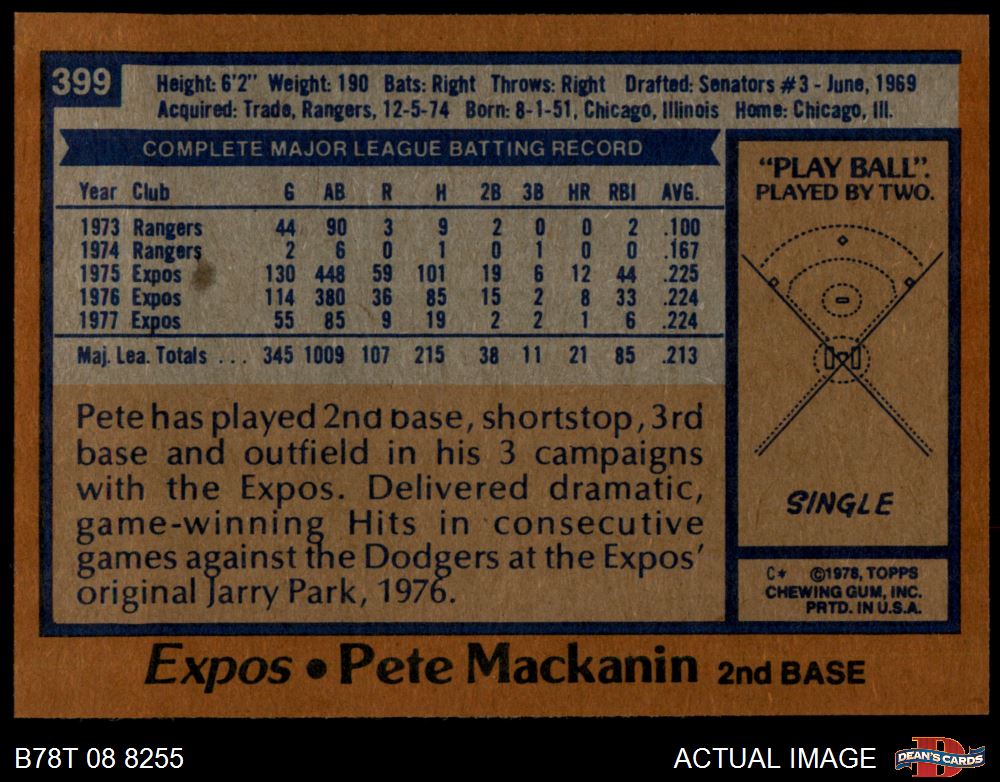 399
Height: 6'2" Weight: 190 Bats: Right Throws: Right Drafted: Senators #3 - June, 1969
Acquired: Trade, Rangers, 12-5-74 Born: 8-1-51, Chicago, Illinois Home: Chicago, Ill.
COMPLETE MAJOR LEAGUE BATTING RECORD
Year Club G AB R H 2B 3B HR RBI AVG.
1973 Rangers 44 90 3 9 2 0 0 2 .100
1974 Rangers 2 6 0 1 0 1 0 0 .167
1975 Expos 130 448 59 101 19 6 12 44 .225
1976 Expos 114 380 36 85 15 2 8 33 .224
1977 Expos 55 85 9 19 2 2 1 6 .224
Maj. Lea. Totals ... 345 1009 107 215 38 11 21 85 .213
Pete has played 2nd base, shortstop, 3rd
base and outfield in his 3 campaigns
with the Expos. Delivered dramatic,
game-winning Hits in consecutive
games against the Dodgers at the Expos'
original Jarry Park, 1976.
"PLAY BALL".
PLAYED BY TWO.
SINGLE
C* ©1978, TOPPS
CHEWING GUM, INC.
PRTD. IN U.S.A.
Expos • Pete Mackanin 2nd BASE
B78T 08 8255
ACTUAL IMAGE
D
DEAN'S CARDS